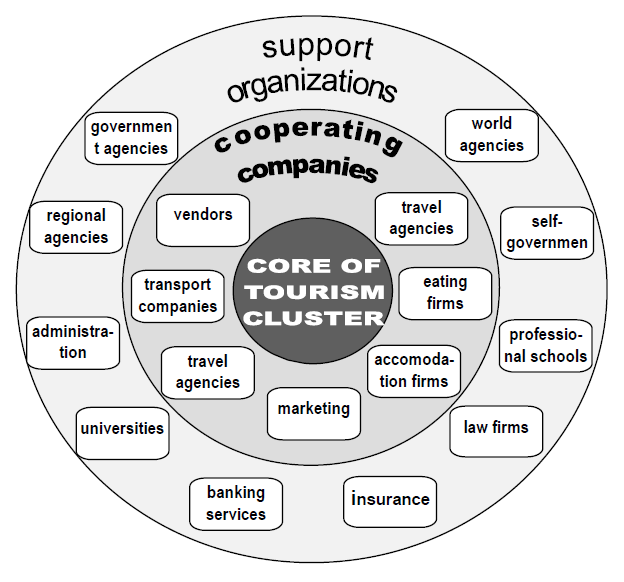 support
organizations
cooperating
companies
governmen
t agencies
world
agencies
regional
agencies
vendors
travel
agencies
self-
governmen
CORE OF
TOURISM
CLUSTER
transport
companies
eating
firms
administra-
tion
travel
agencies
accomoda-
tion firms
professio-
nal schools
marketing
universities
law firms
banking
services
insurance